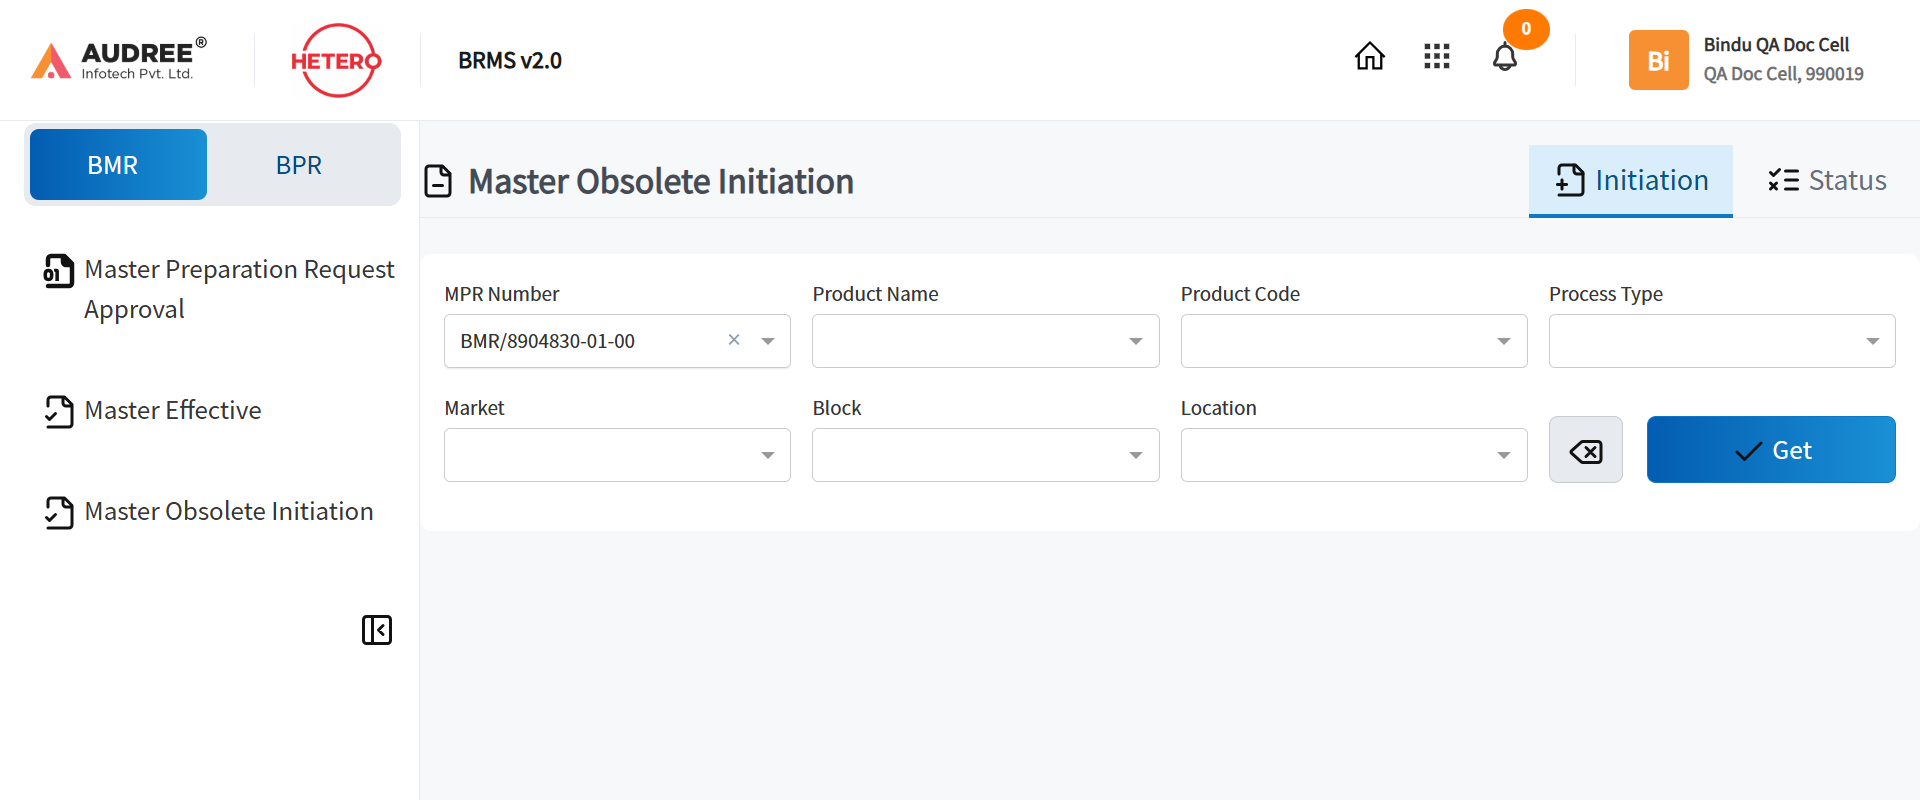 AUDREE®
Infotech Pvt. Ltd.
HETERO
BRMS v2.0
0
Bi
Bindu QA Doc Cell
QA Doc Cell, 990019
BMR
BPR
01
Master Preparation Request
Approval
Master Effective
Master Obsolete Initiation
Master Obsolete Initiation
Initiation
Status
MPR Number
Product Name
Product Code
Process Type
BMR/8904830-01-00
Market
Block
Location
Get